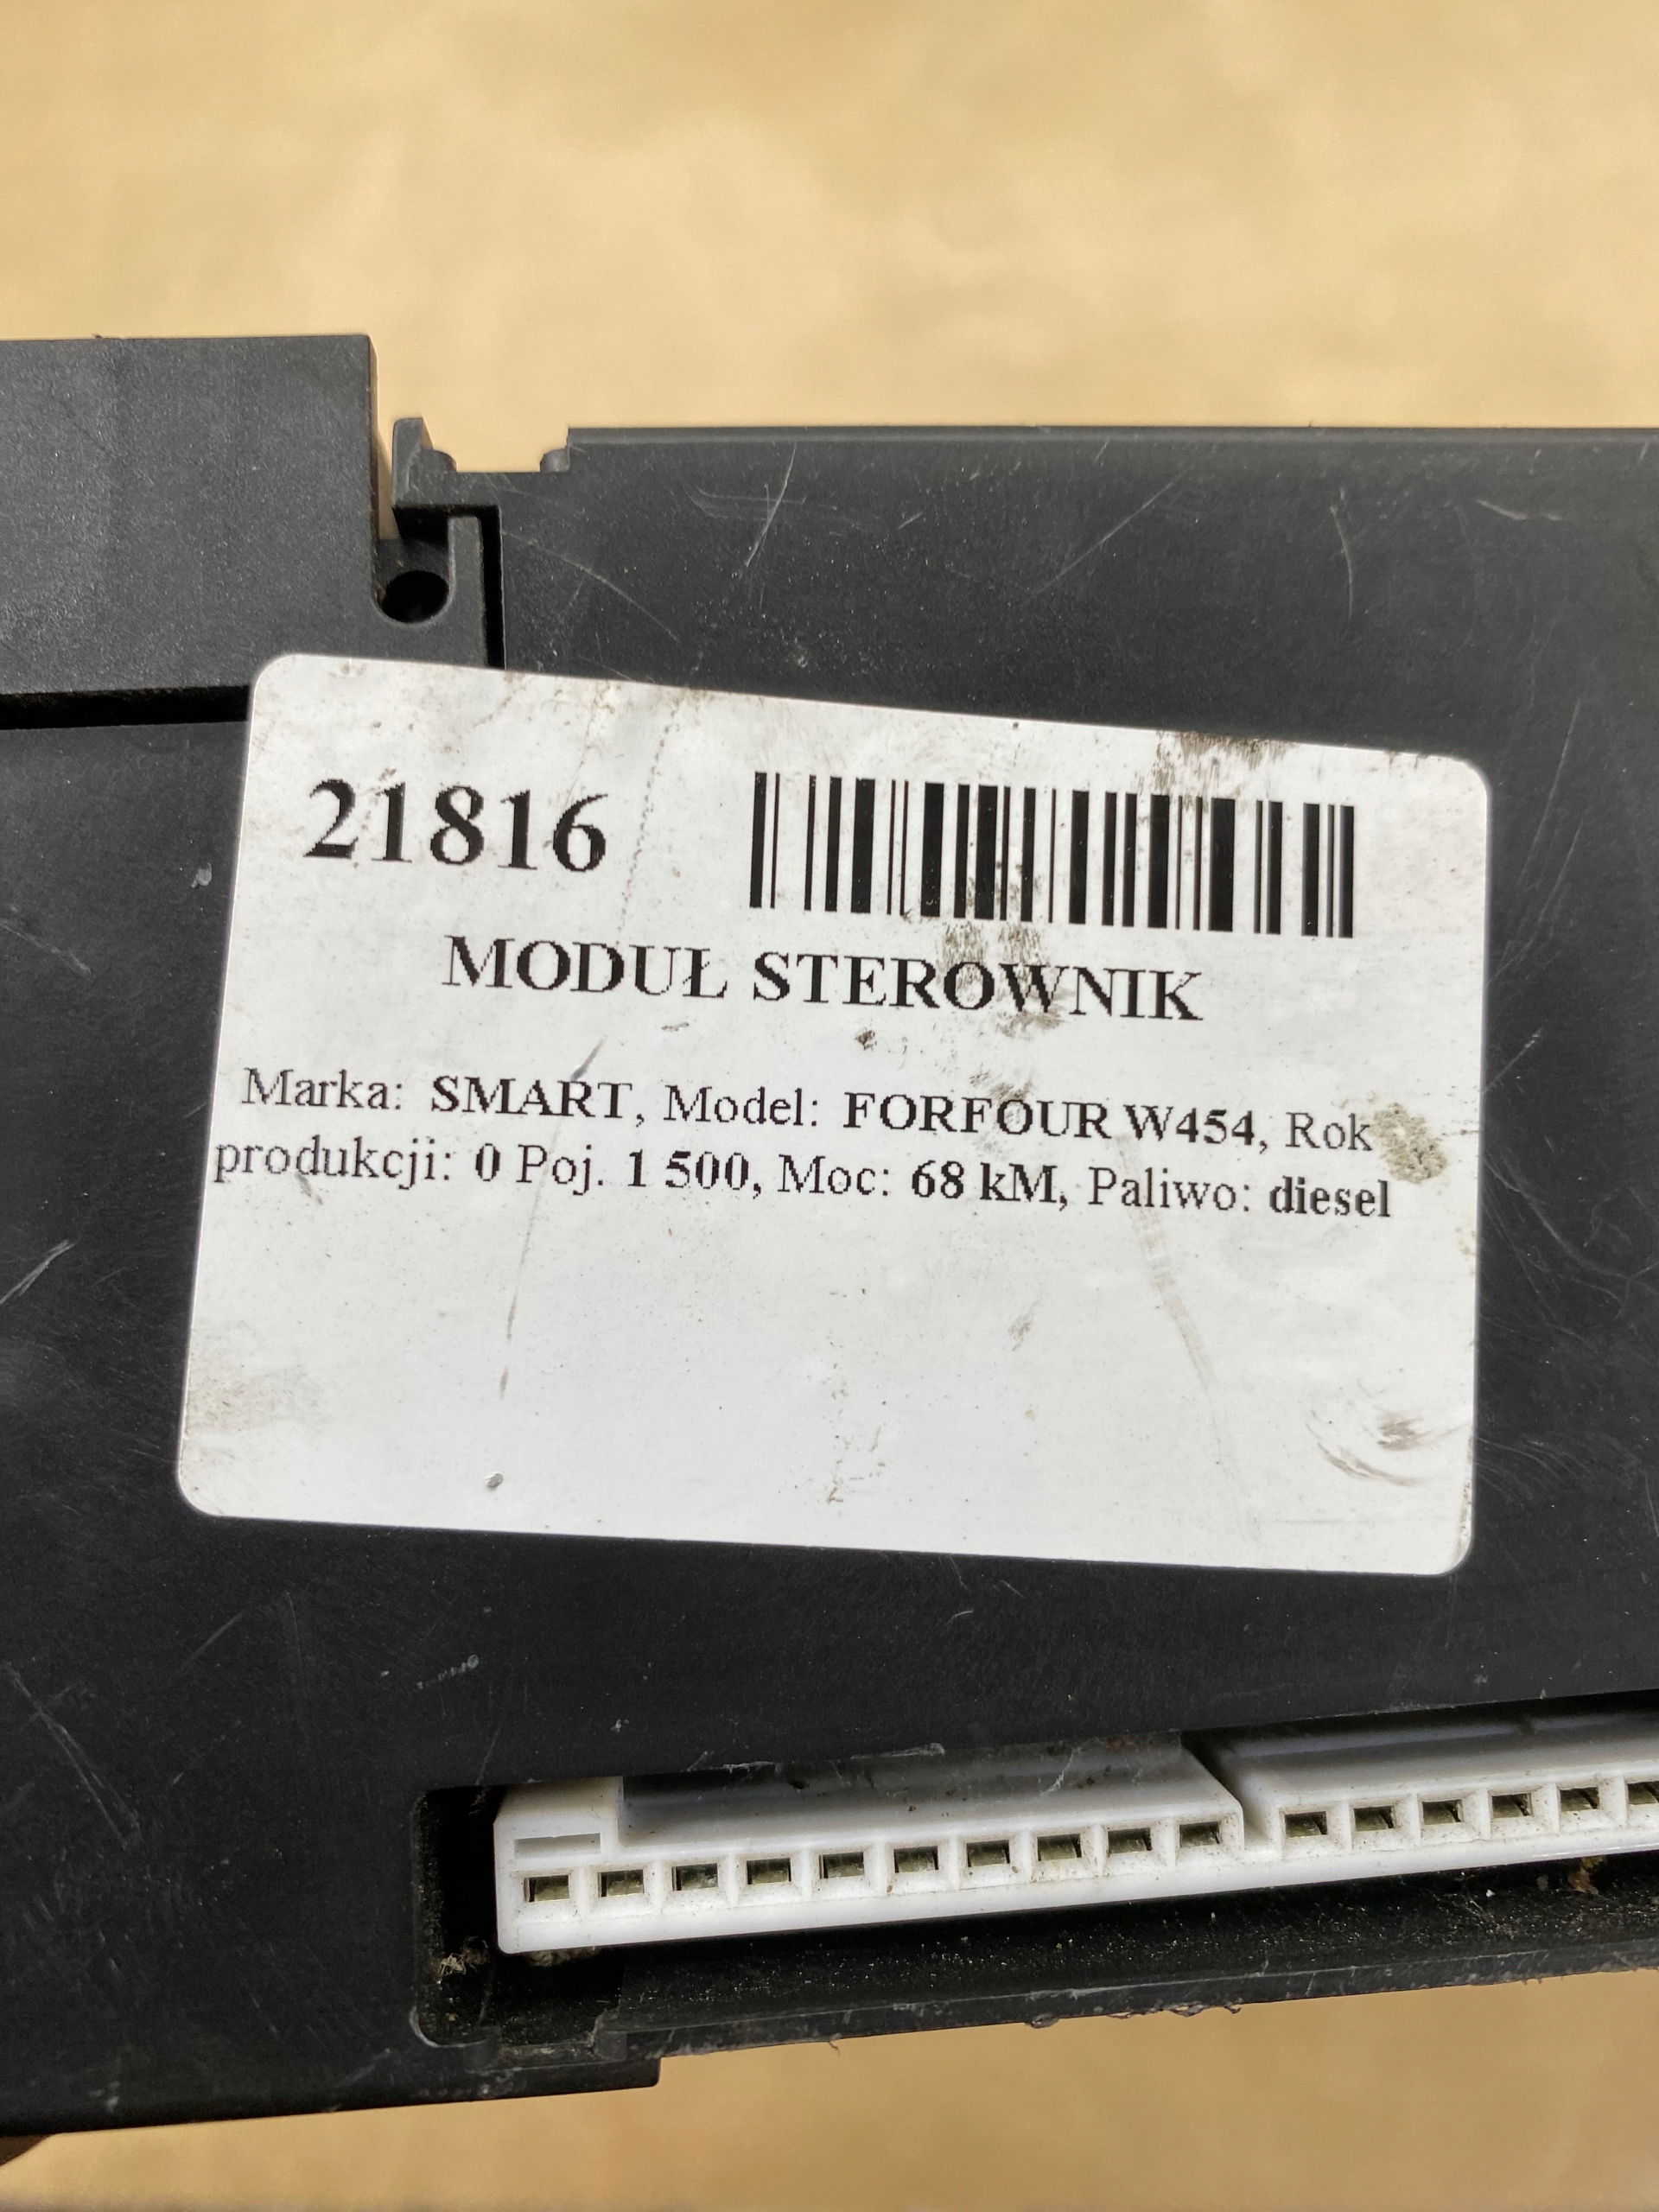 21816
MODUŁ STEROWNIK
Marka: SMART, Model: FORFOUR W454, Rok
produkcji: 0 Poj. 1 500, Moc: 68 kM, Paliwo: diesel